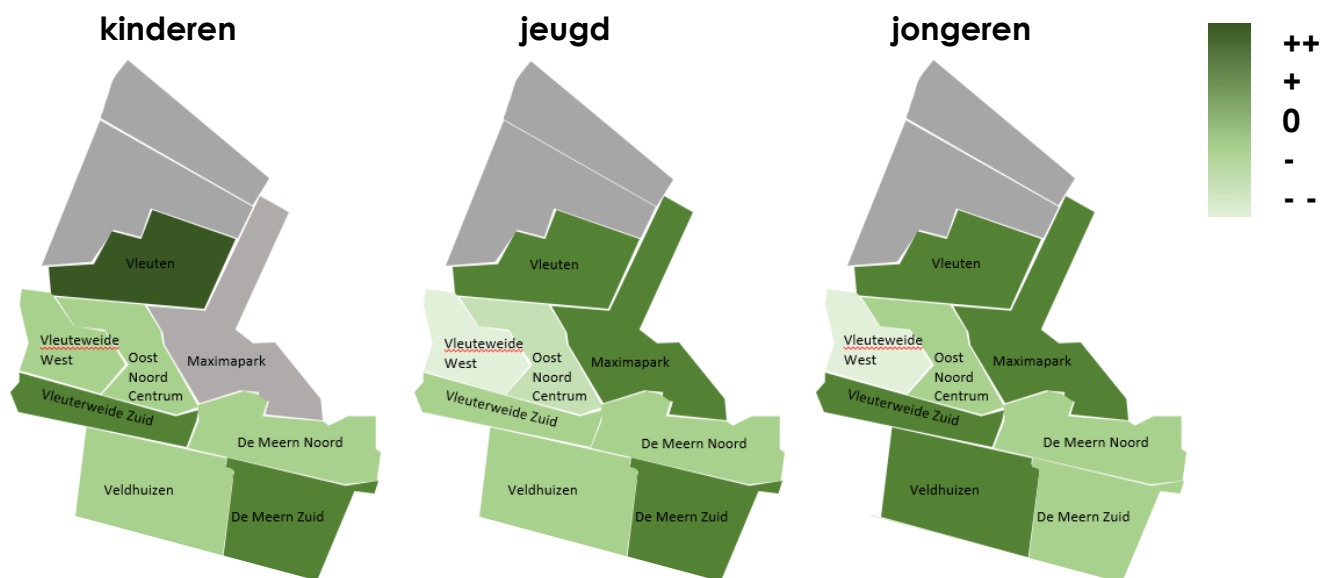 kinderen
Vleuten
Vleuteweide
West
Oost
Noord
Centrum
Maximapark
Vleuterweide Zuid
De Meern Noord
Veldhuizen
De Meern Zuid
jeugd
Vleuten
Vleuteweide
West
Oost
Noord
Centrum
Maximapark
Vleuterweide Zuid
De Meern Noord
Veldhuizen
De Meern Zuid
jongeren
Vleuten
Vleuteweide
West
Oost
Noord
Centrum
Maximapark
Vleuterweide Zuid
De Meern Noord
Veldhuizen
De Meern Zuid
++
+
0
-
- -